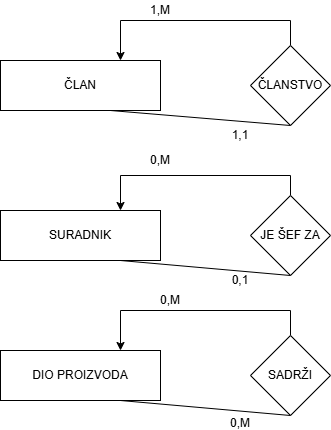 1,M
ČLAN
ČLANSTVO
1,1
0,M
SURADNIK
JE ŠEF ZA
0,1
0,M
DIO PROIZVODA
SADRŽI
0,M